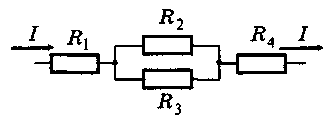 I R₁ R₂ R₄ I
R₃